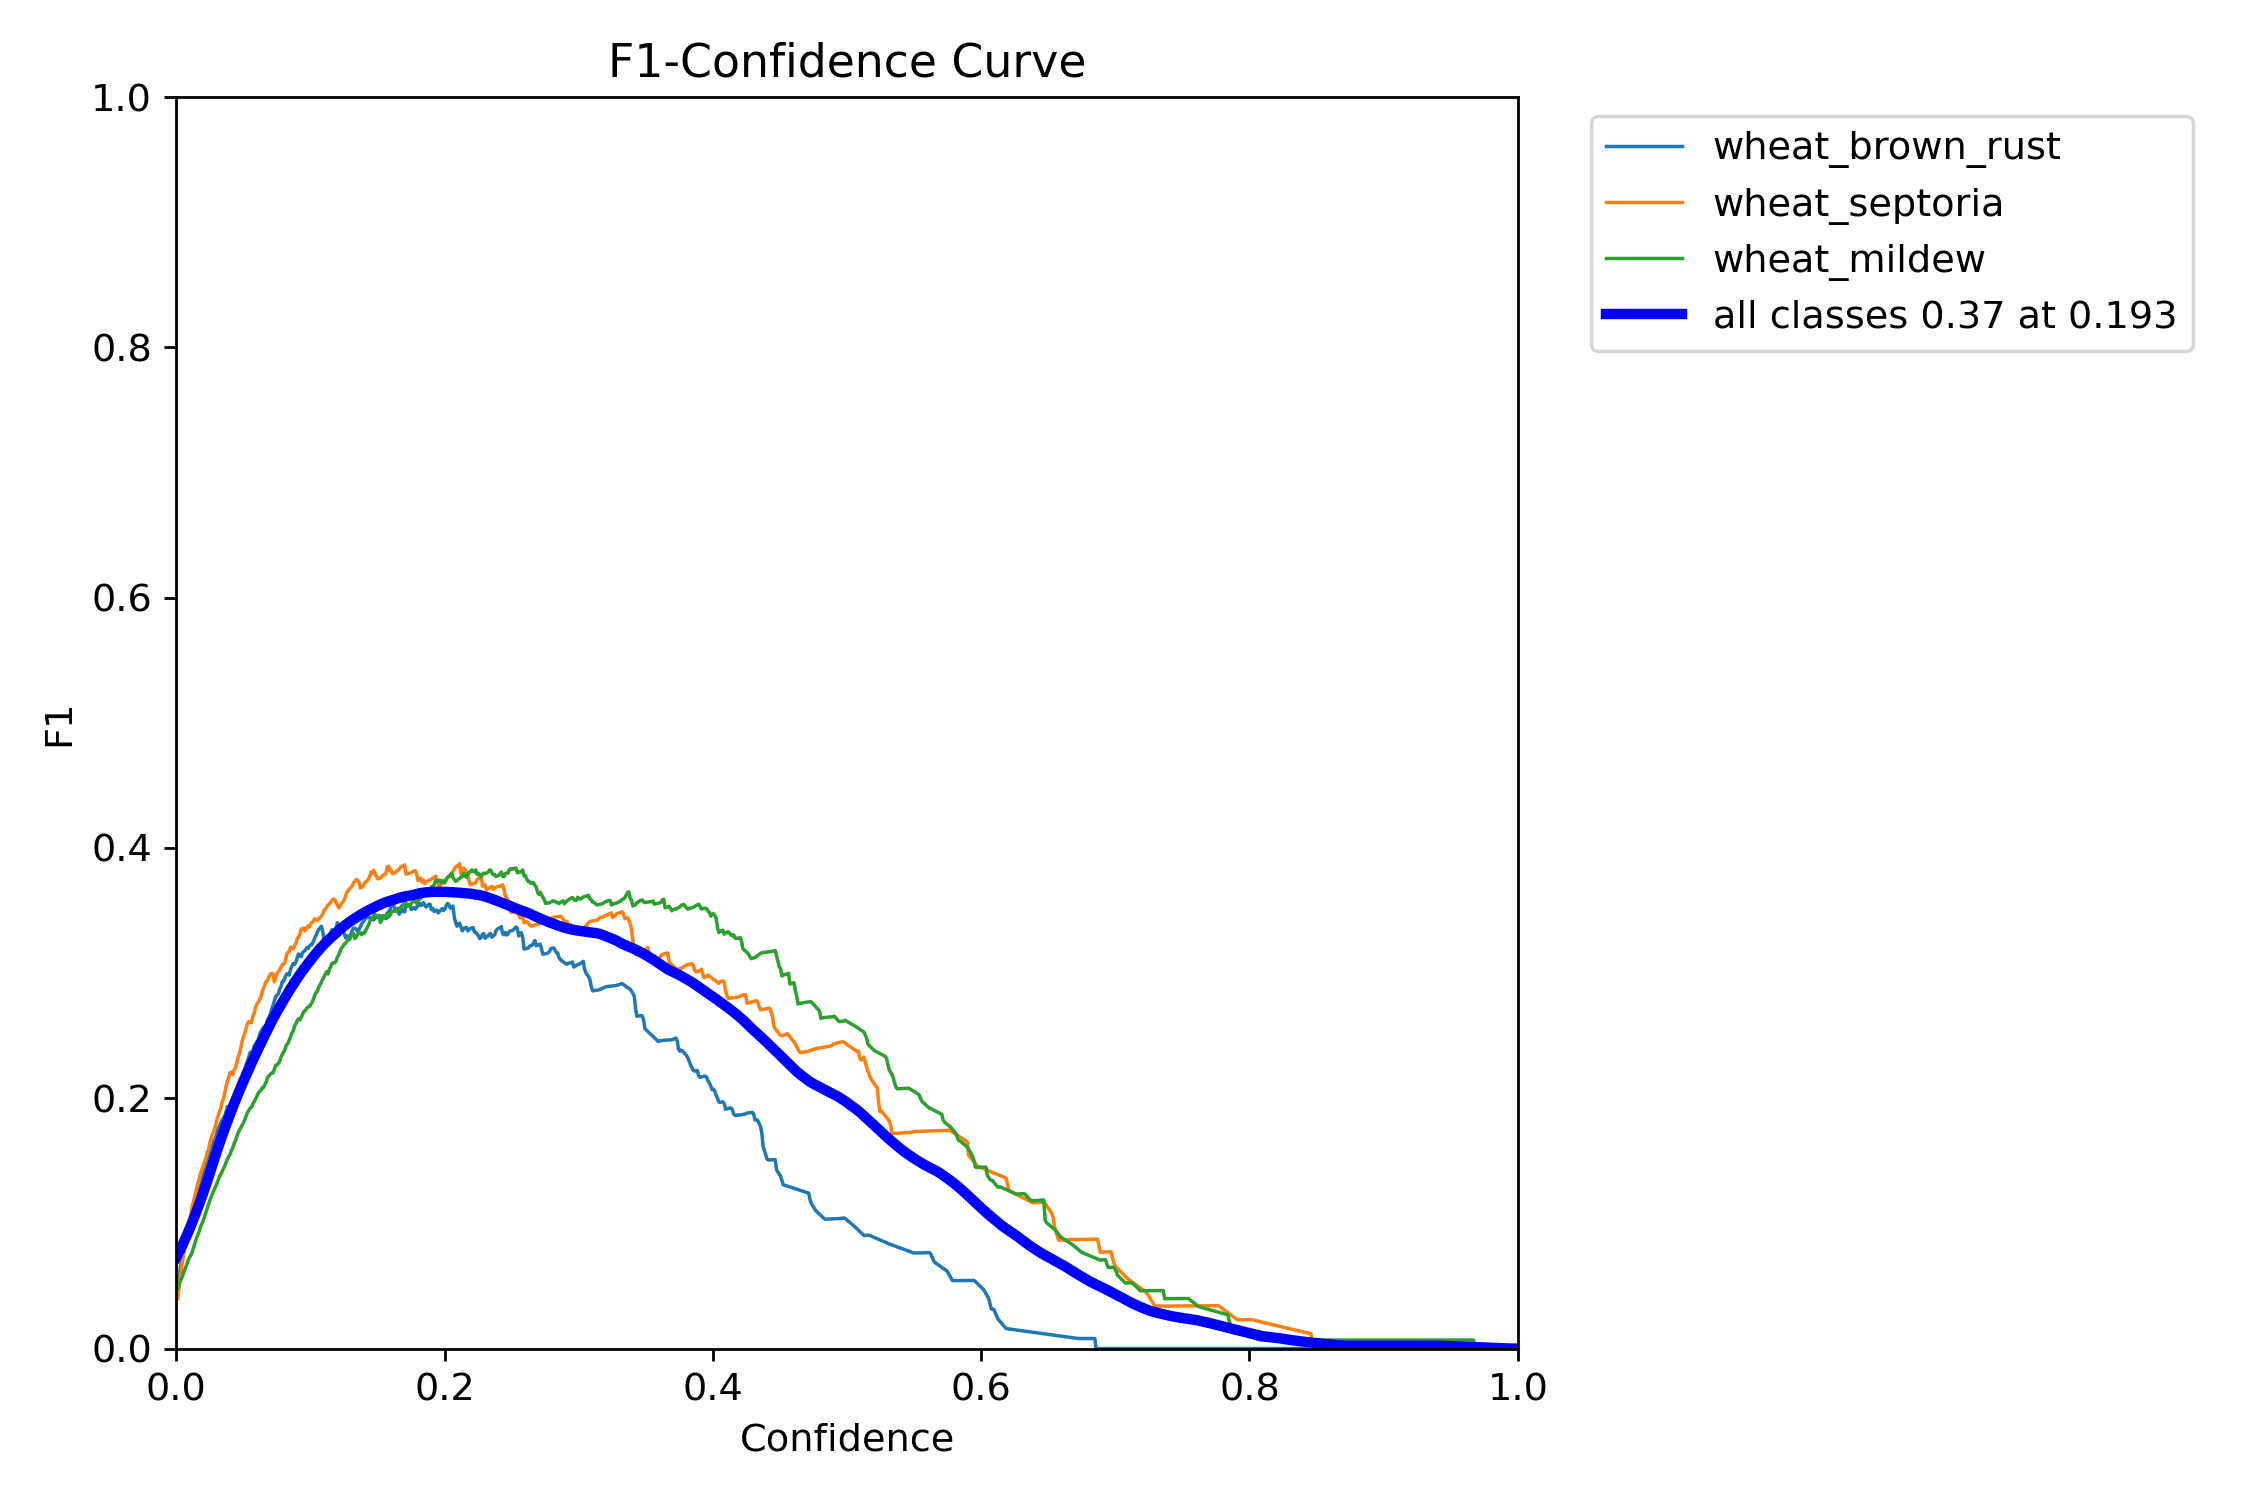 F1-Confidence Curve
1.0
0.8
0.6
0.4
0.2
0.0
F1
0.0 0.2 0.4 0.6 0.8 1.0
Confidence
wheat_brown_rust
wheat_septoria
wheat_mildew
all classes 0.37 at 0.193